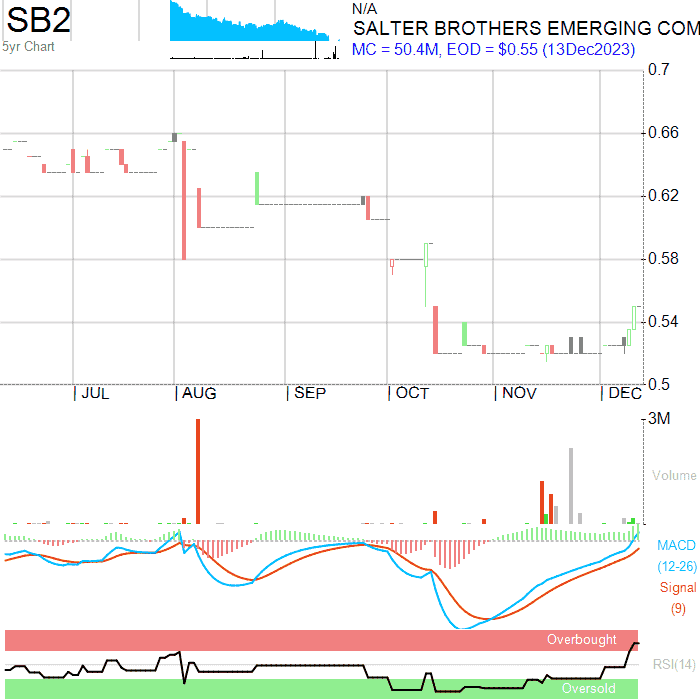 SB2
5yr Chart
N/A
SALTER BROTHERS EMERGING COM
MC = 50.4M, EOD = $0.55 (13Dec2023)
0.7
0.66
0.62
0.58
0.54
0.5
JUL AUG SEP OCT NOV DEC
3M
Volume
MACD
(12-26)
Signal
(9)
Overbought
RSI(14)
Oversold